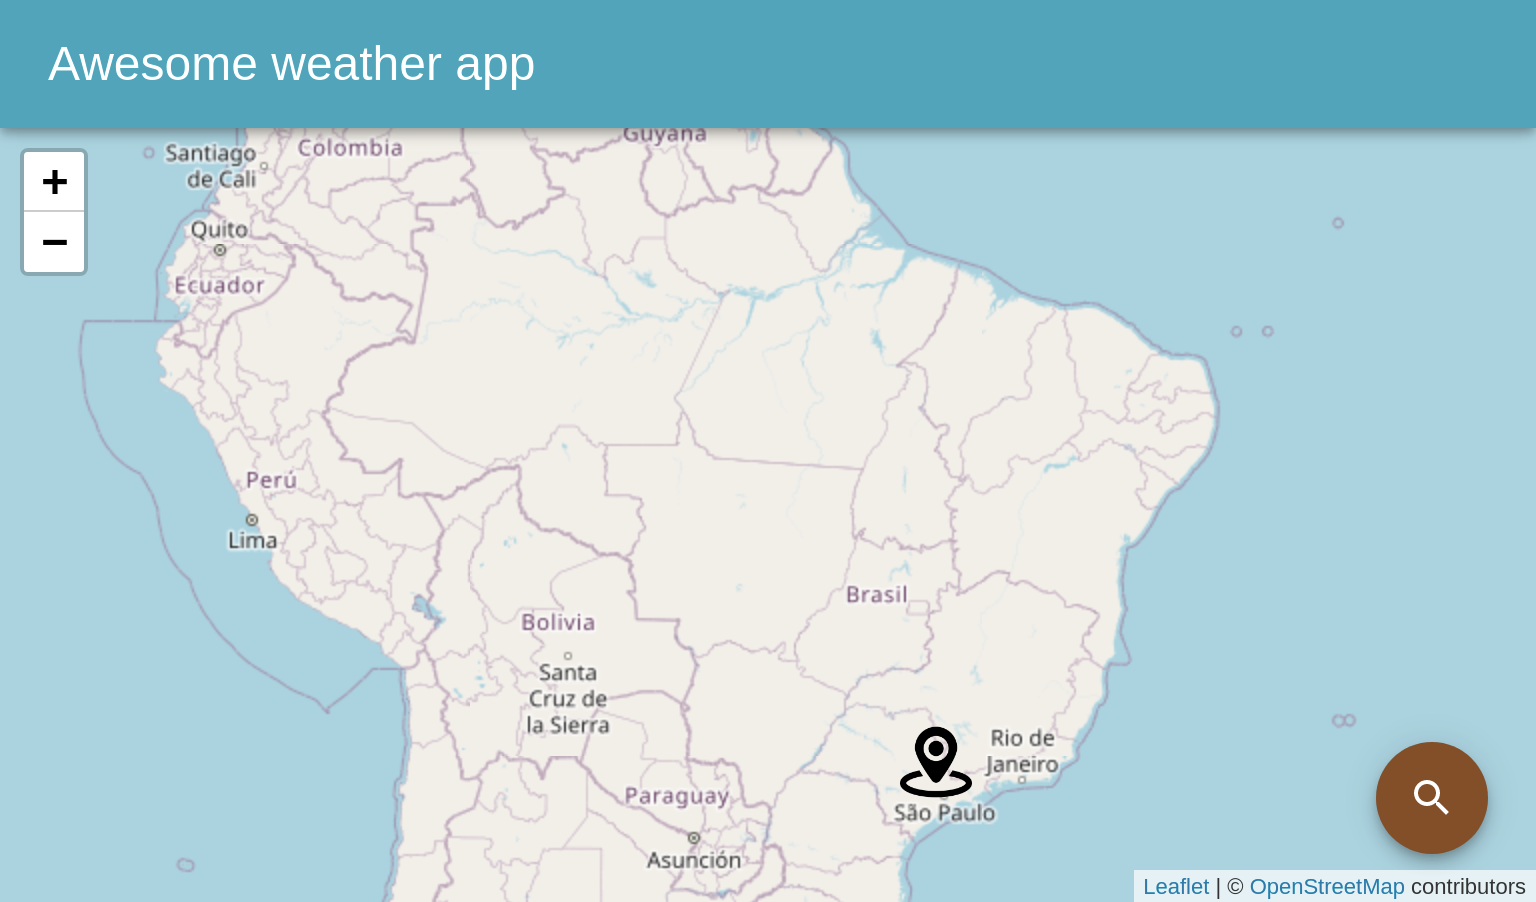 Awesome weather app
+
−
Guyana
Colombia
Santiago
de Cali
Quito
Ecuador
Perú
Lima
Brasil
Bolivia
Santa
Cruz de
la Sierra
Rio de
Janeiro
Paraguay
São Paulo
Asunción
Leaflet | © OpenStreetMap contributors